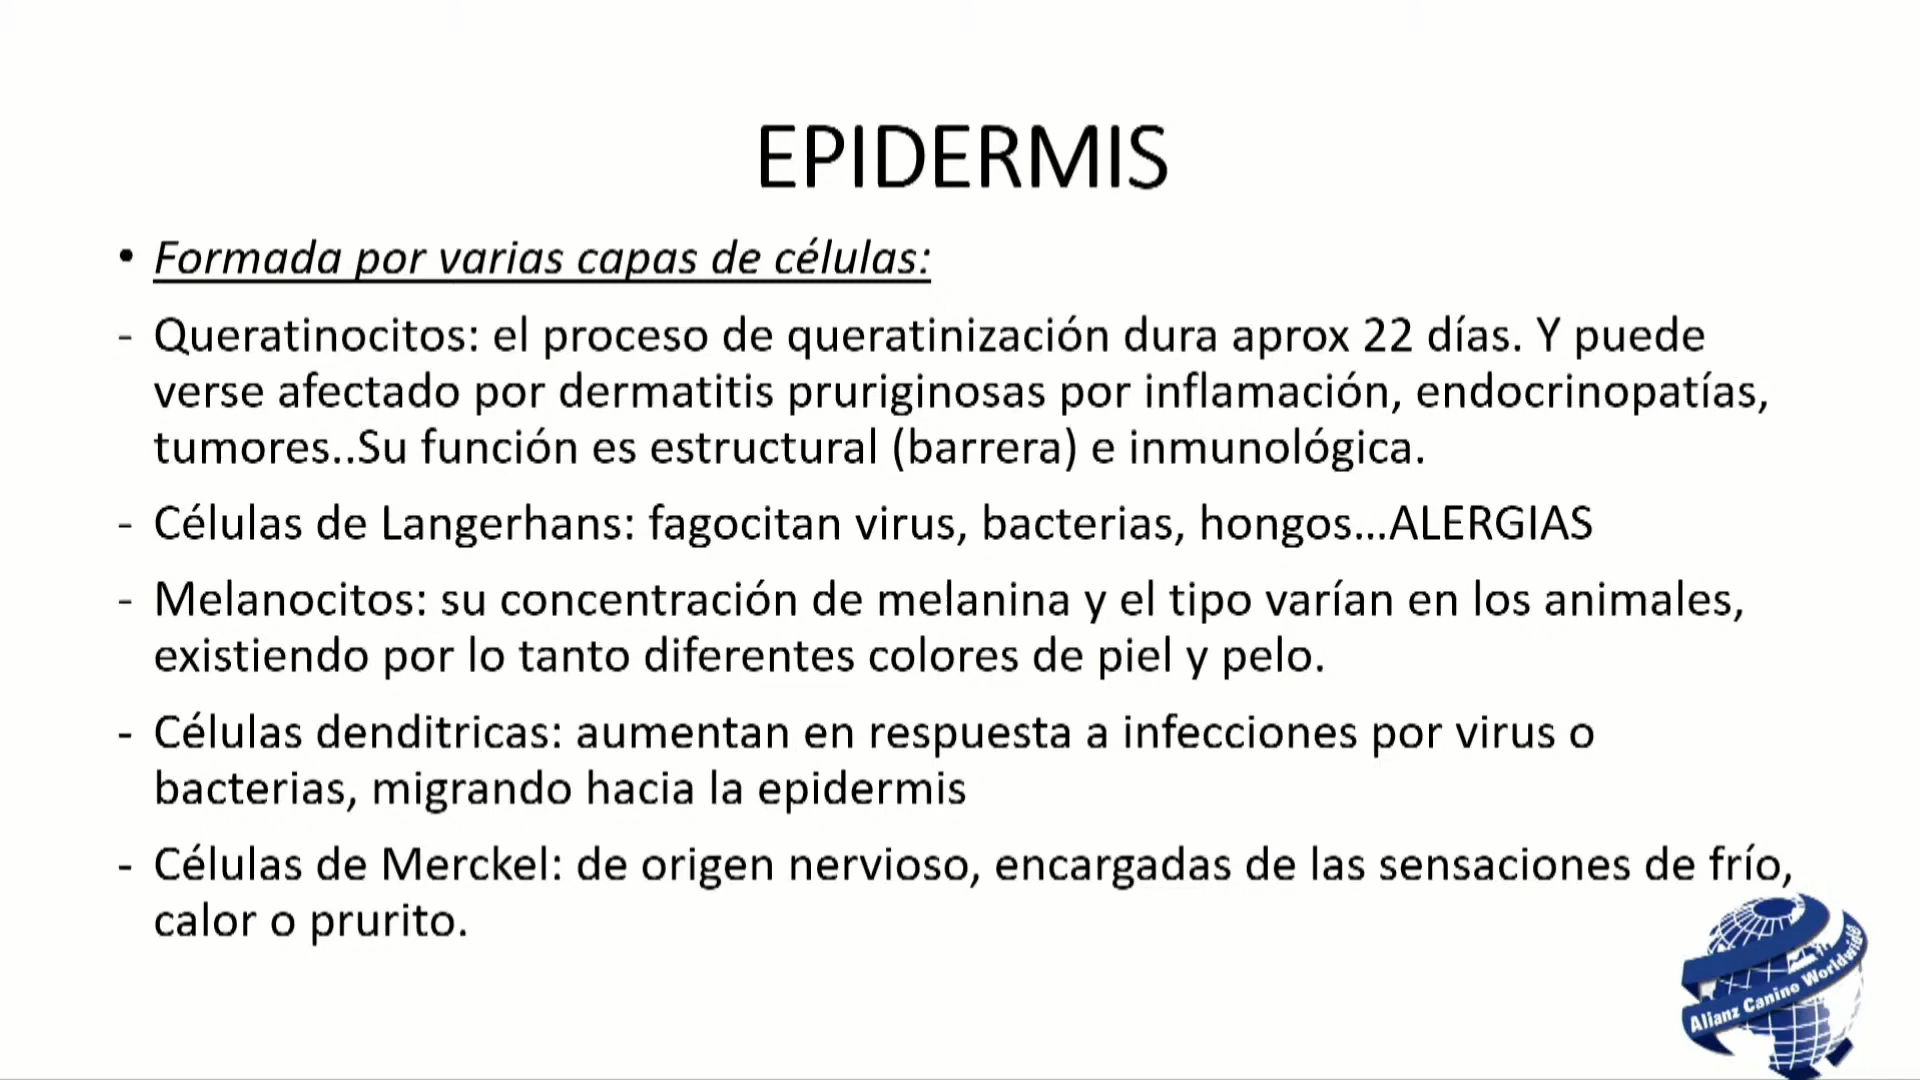 EPIDERMIS
• Formada por varias capas de células:
- Queratinocitos: el proceso de queratinización dura aprox 22 días. Y puede
verse afectado por dermatitis pruriginosas por inflamación, endocrinopatías,
tumores..Su función es estructural (barrera) e inmunológica.
- Células de Langerhans: fagocitan virus, bacterias, hongos...ALERGIAS
- Melanocitos: su concentración de melanina y el tipo varían en los animales,
existiendo por lo tanto diferentes colores de piel y pelo.
- Células denditricas: aumentan en respuesta a infecciones por virus o
bacterias, migrando hacia la epidermis
- Células de Merckel: de origen nervioso, encargadas de las sensaciones de frío,
calor o prurito.
Alianz Canino Worldwide